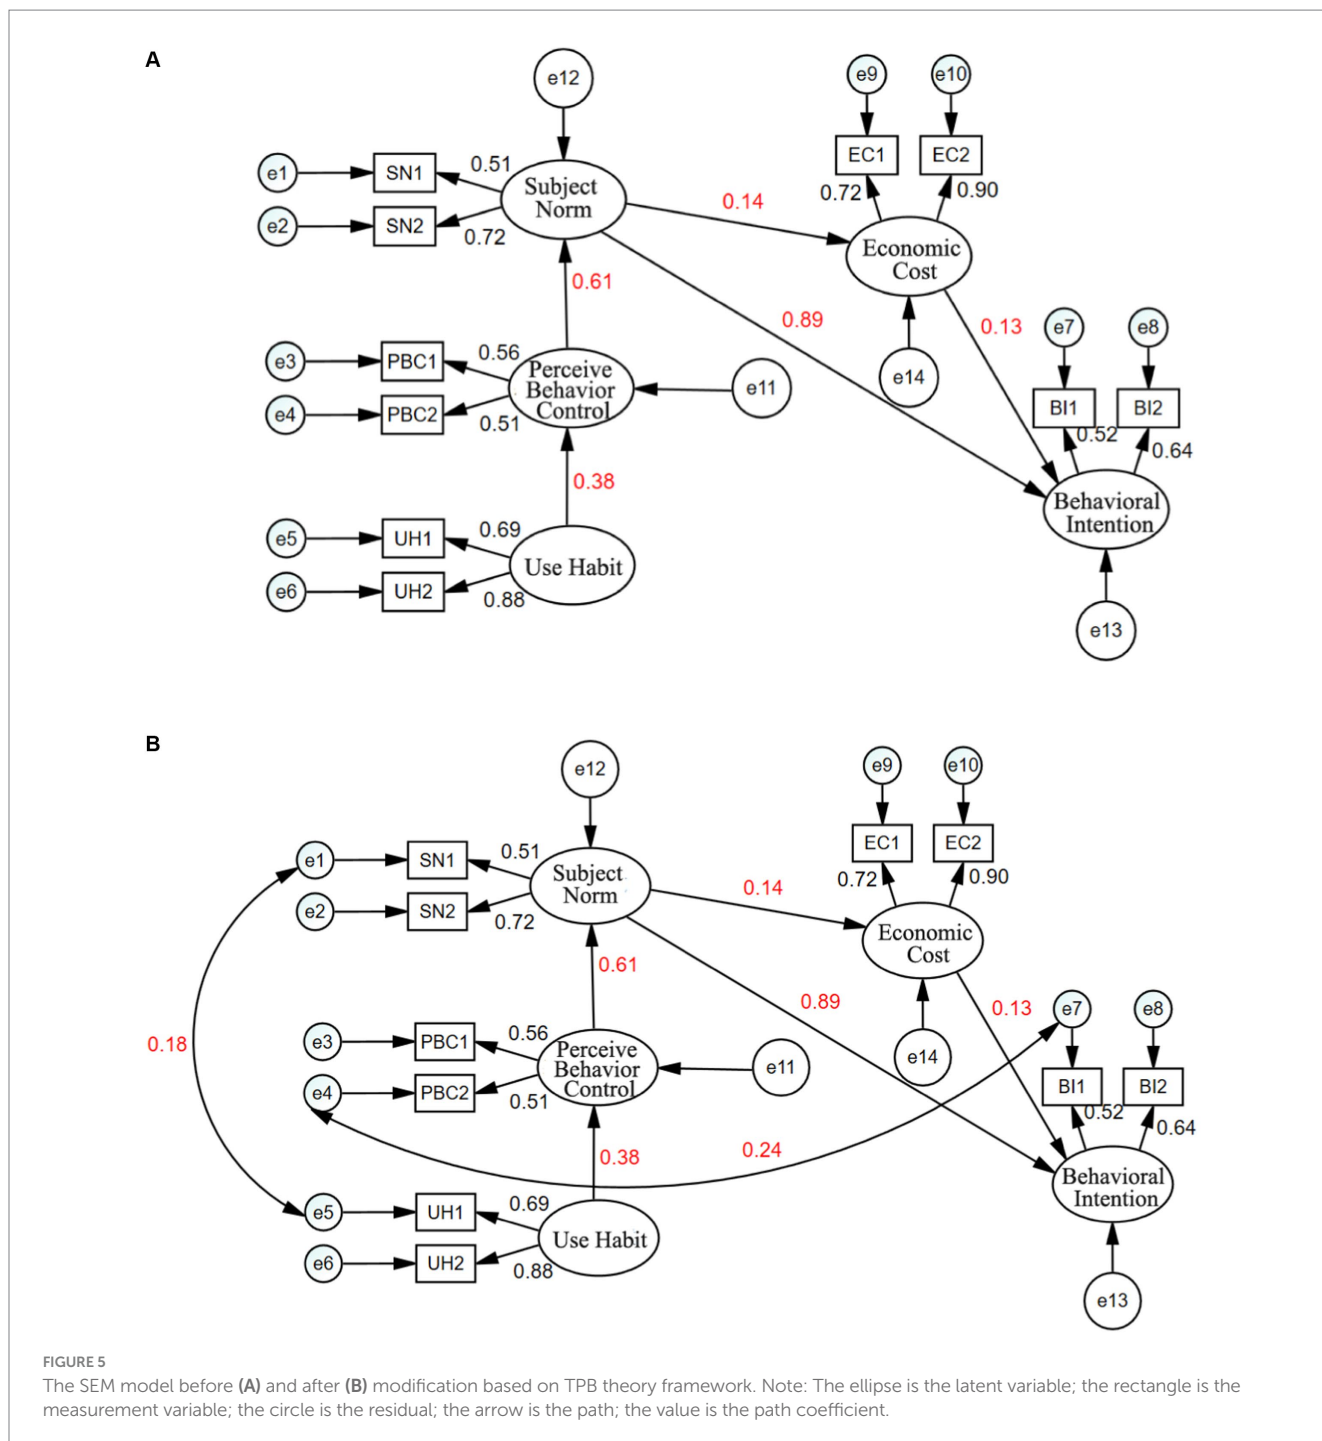 A
e12
e9
e10
EC1
EC2
e1
SN1
0.51
Subject
Norm
0.72
0.90
e2
SN2
0.72
0.14
Economic
Cost
0.61
0.89
0.13
e7
e8
e3
PBC1
0.56
Perceive
Behavior
Control
e11
e14
e4
PBC2
0.51
BI1
BI2
0.52
0.64
0.38
Behavioral
Intention
e5
UH1
0.69
Use Habit
e6
UH2
0.88
e13
B
e12
e9
e10
EC1
EC2
e1
SN1
0.51
Subject
Norm
0.72
0.90
e2
SN2
0.72
0.14
Economic
Cost
0.61
0.89
0.13
e7
e8
0.18
e3
PBC1
0.56
Perceive
Behavior
Control
e11
e14
e4
PBC2
0.51
BI1
BI2
0.52
0.64
0.38
0.24
Behavioral
Intention
e5
UH1
0.69
Use Habit
e6
UH2
0.88
e13
FIGURE 5
The SEM model before (A) and after (B) modification based on TPB theory framework. Note: The ellipse is the latent variable; the rectangle is the
measurement variable; the circle is the residual; the arrow is the path; the value is the path coefficient.